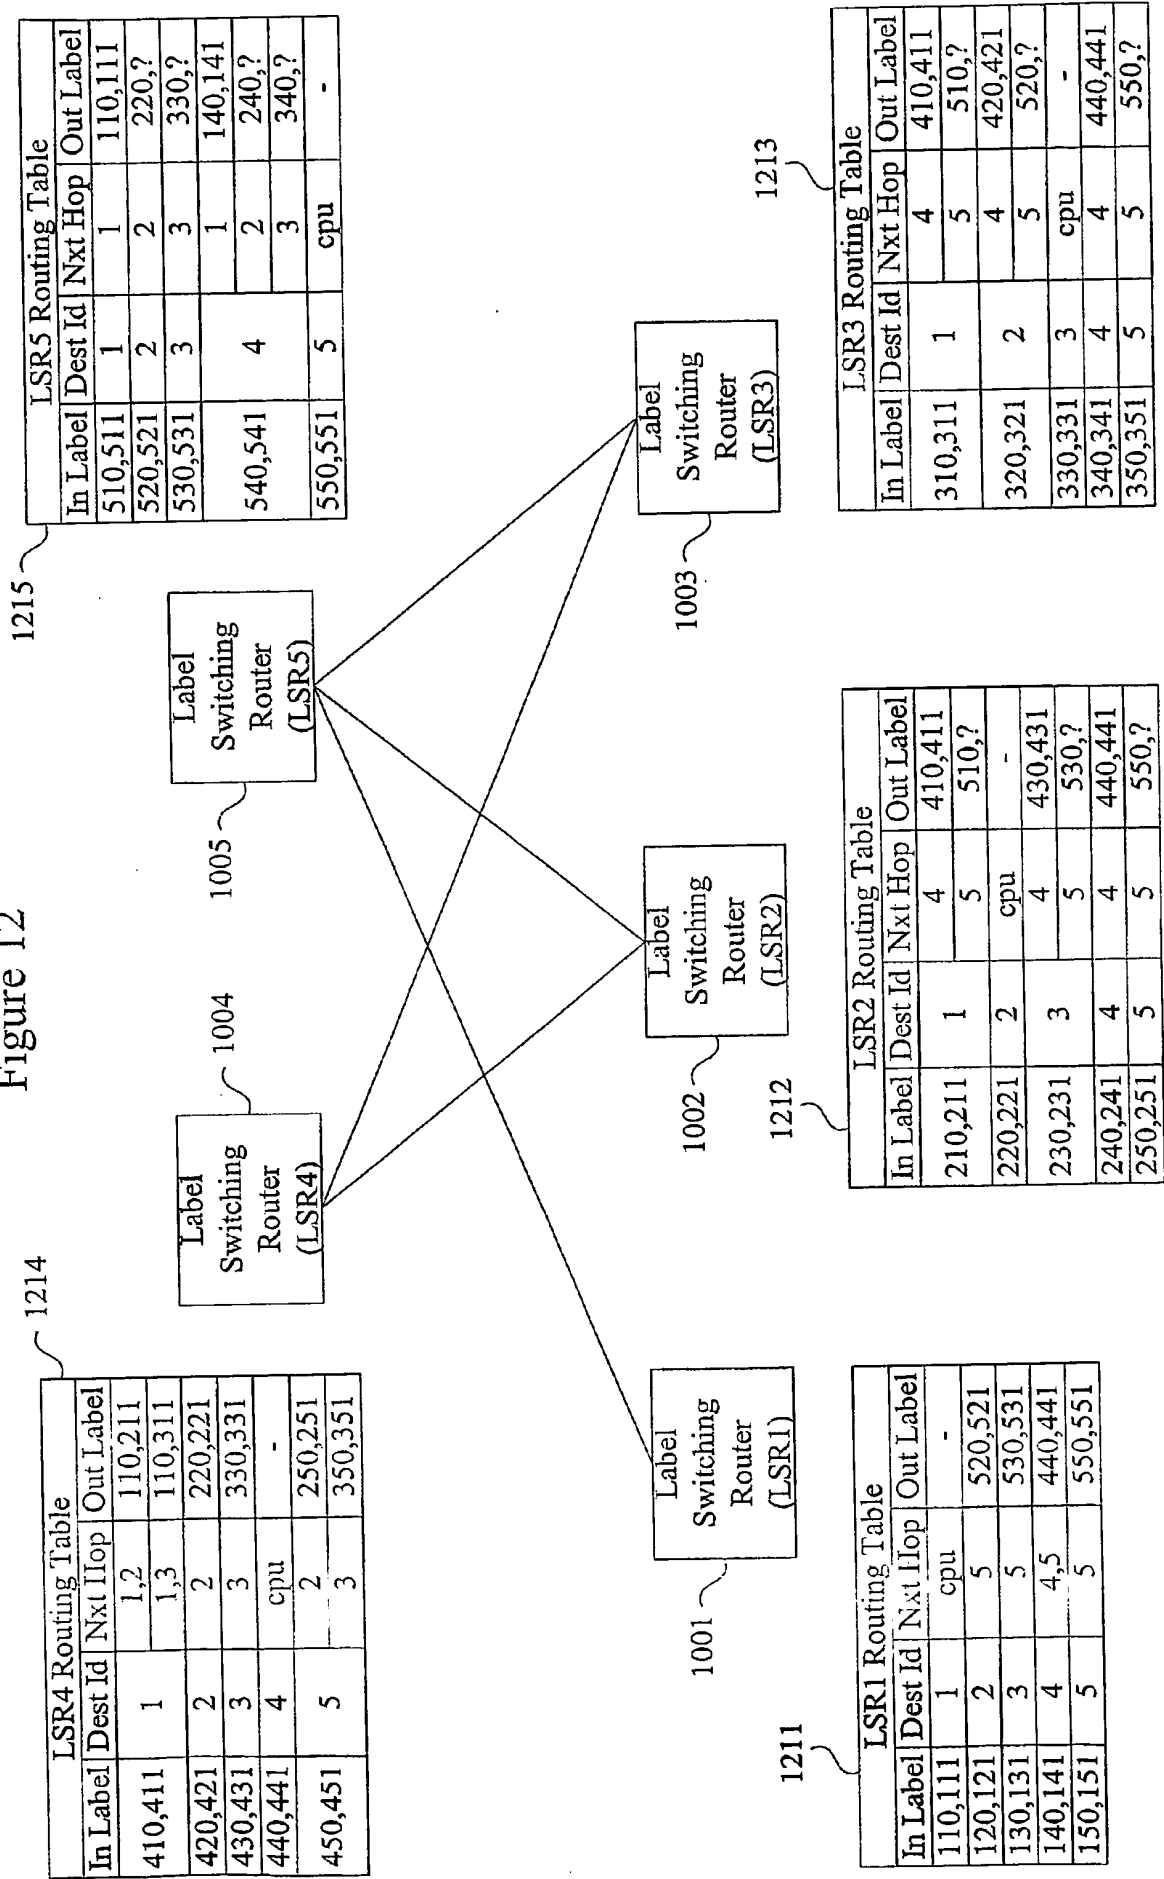 Figure 12
1214
LSR4 Routing Table
In Label Dest Id Nxt Hop Out Label
410,411 1 1,2 110,211
1,3 110,311
420,421 2 2 220,221
430,431 3 3 330,331
440,441 4 cpu -
450,451 5 2 250,251
3 350,351
1004
Label
Switching
Router
(LSR4)
1005
Label
Switching
Router
(LSR5)
1215
LSR5 Routing Table
In Label Dest Id Nxt Hop Out Label
510,511 1 1 110,111
520,521 2 2 220,?
530,531 3 3 330,?
540,541 4 1 140,141
2 240,?
3 340,?
550,551 5 cpu -
1001
Label
Switching
Router
(LSR1)
1002
Label
Switching
Router
(LSR2)
1003
Label
Switching
Router
(LSR3)
1211
LSR1 Routing Table
In Label Dest Id Nxt Hop Out Label
110,111 1 cpu -
120,121 2 5 520,521
130,131 3 5 530,531
140,141 4 4,5 440,441
150,151 5 5 550,551
1212
LSR2 Routing Table
In Label Dest Id Nxt Hop Out Label
210,211 1 4 410,411
5 510,?
220,221 2 cpu -
230,231 3 4 430,431
5 530,?
240,241 4 4 440,441
250,251 5 5 550,?
1213
LSR3 Routing Table
In Label Dest Id Nxt Hop Out Label
310,311 1 4 410,411
5 510,?
320,321 2 4 420,421
5 520,?
330,331 3 cpu -
340,341 4 4 440,441
350,351 5 5 550,?